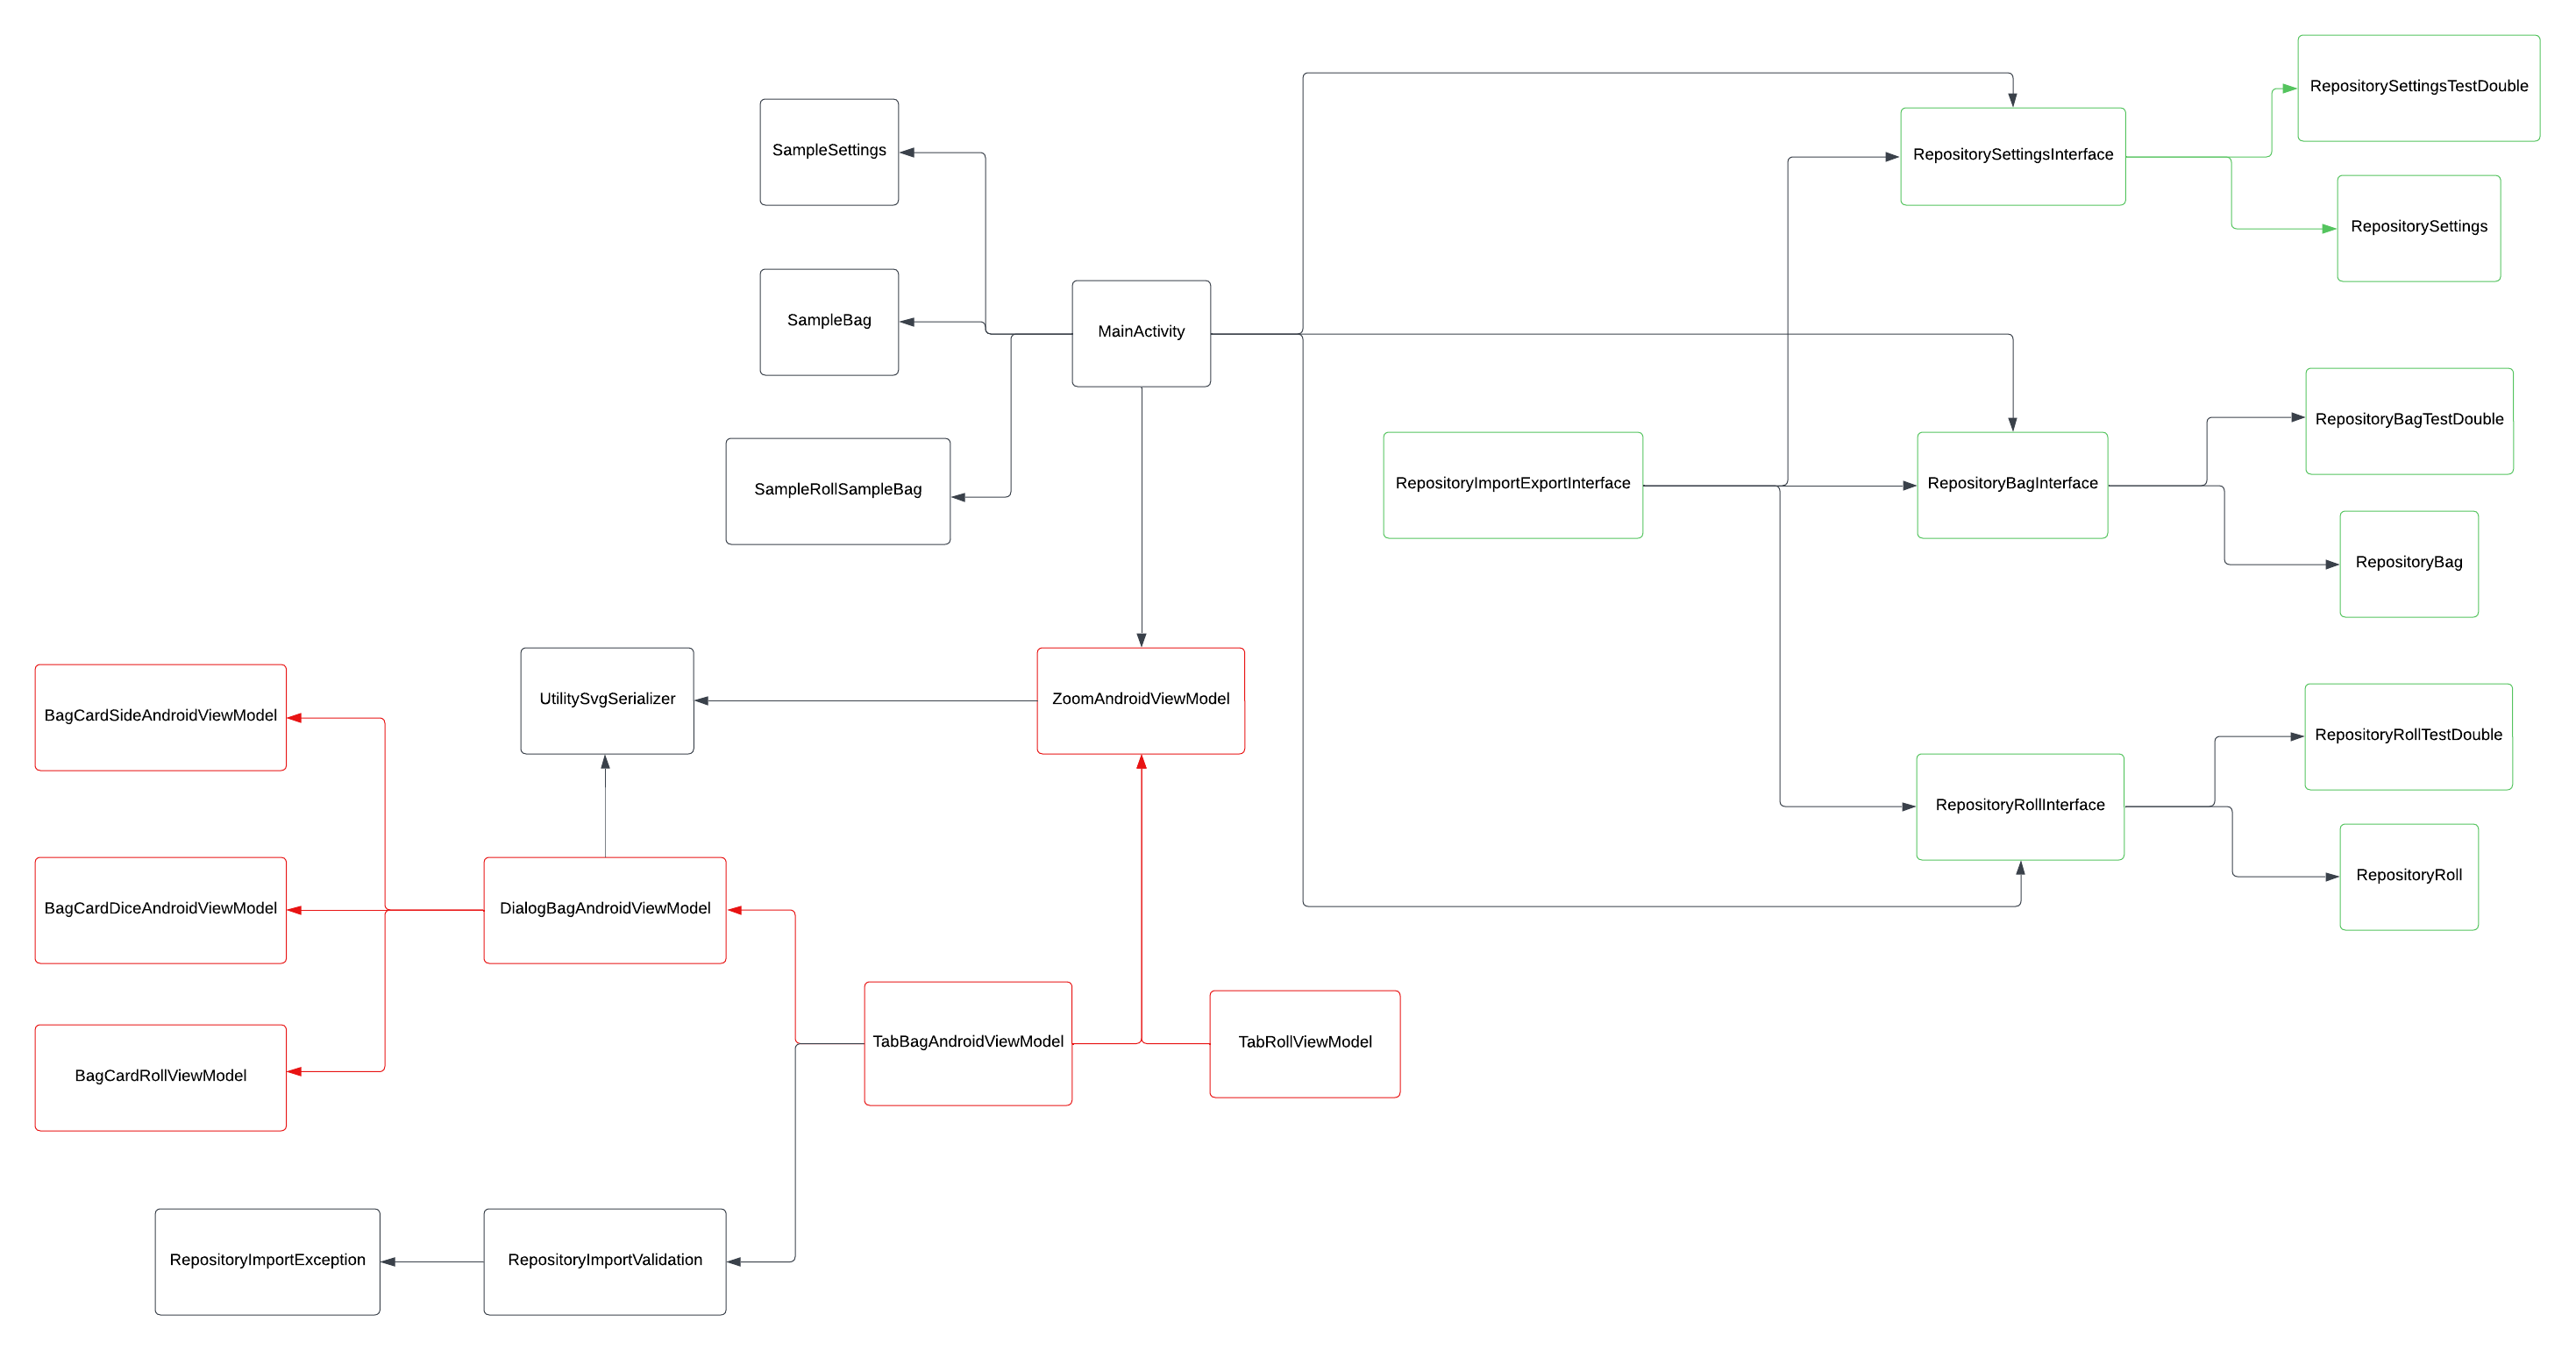 RepositorySettingsTestDouble
SampleSettings
RepositorySettingsInterface
RepositorySettings
SampleBag
MainActivity
RepositoryBagTestDouble
SampleRollSampleBag
RepositoryImportExportInterface
RepositoryBagInterface
RepositoryBag
BagCardSideAndroidViewModel
UtilitySvgSerializer
ZoomAndroidViewModel
RepositoryRollTestDouble
RepositoryRollInterface
RepositoryRoll
BagCardDiceAndroidViewModel
DialogBagAndroidViewModel
BagCardRollViewModel
TabBagAndroidViewModel
TabRollViewModel
RepositoryImportException
RepositoryImportValidation